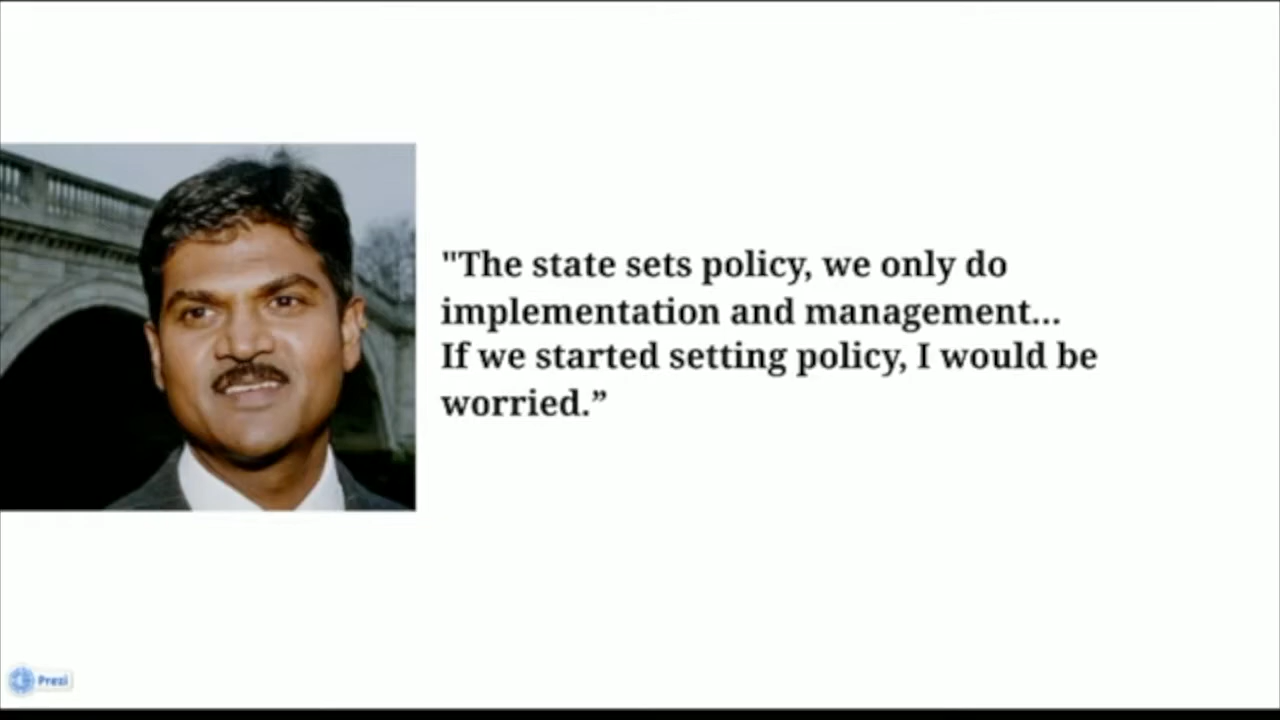 "The state sets policy, we only do
implementation and management...
If we started setting policy, I would be
worried.”
Prezi